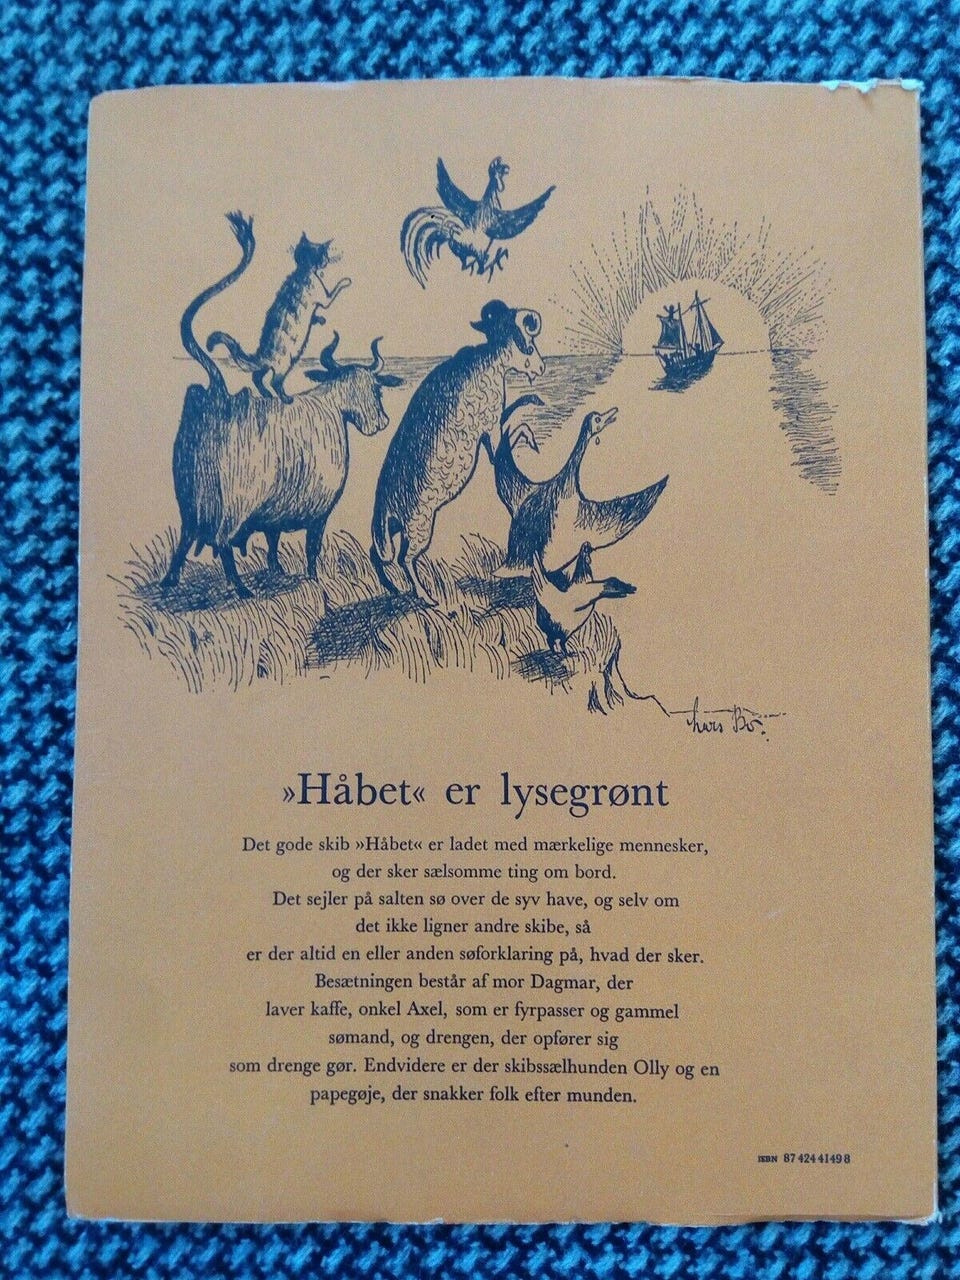 Lars Bo.
»Håbet« er lysegrønt
Det gode skib »Håbet« er ladet med mærkelige mennesker,
og der sker sælsomme ting om bord.
Det sejler på salten sø over de syv have, og selv om
det ikke ligner andre skibe, så
er der altid en eller anden søforklaring på, hvad der sker.
Besætningen består af mor Dagmar, der
laver kaffe, onkel Axel, som er fyrpasser og gammel
sømand, og drengen, der opfører sig
som drenge gør. Endvidere er der skibssælhunden Olly og en
papegøje, der snakker folk efter munden.
ISBN 87 424 4149 8